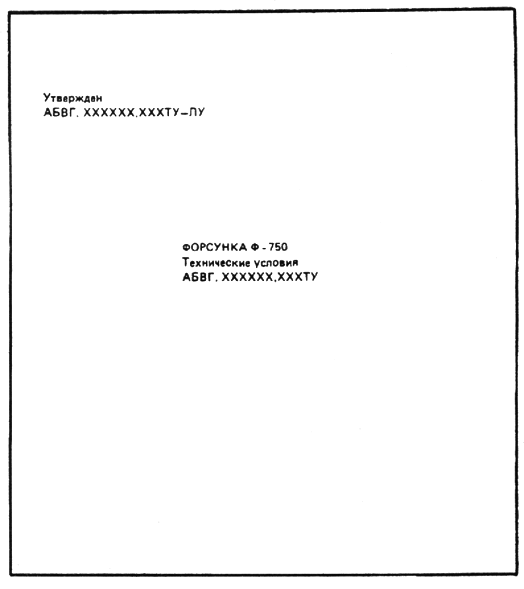 Утвержден
АБВГ. XXXXXX.XXXТУ–ЛУ
ФОРСУНКА Ф - 750
Технические условия
АБВГ. XXXXXX.XXXТУ